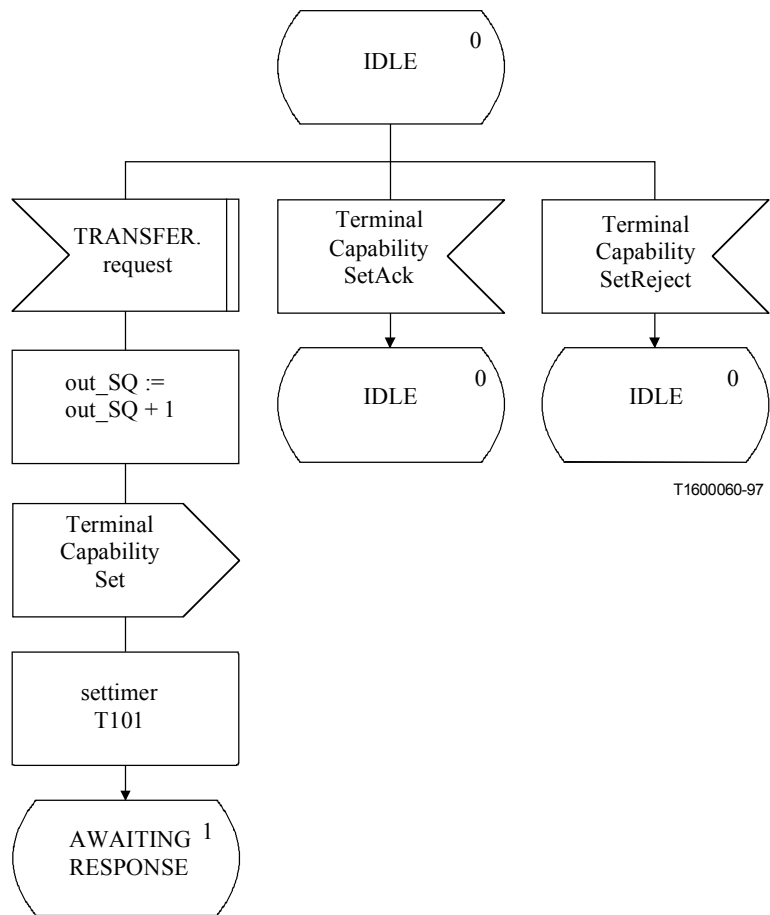 0
IDLE
TRANSFER.
request
Terminal
Capability
SetAck
Terminal
Capability
SetReject
out_SQ :=
out_SQ + 1
0
IDLE
0
IDLE
T1600060-97
Terminal
Capability
Set
settimer
T101
AWAITING 1
RESPONSE